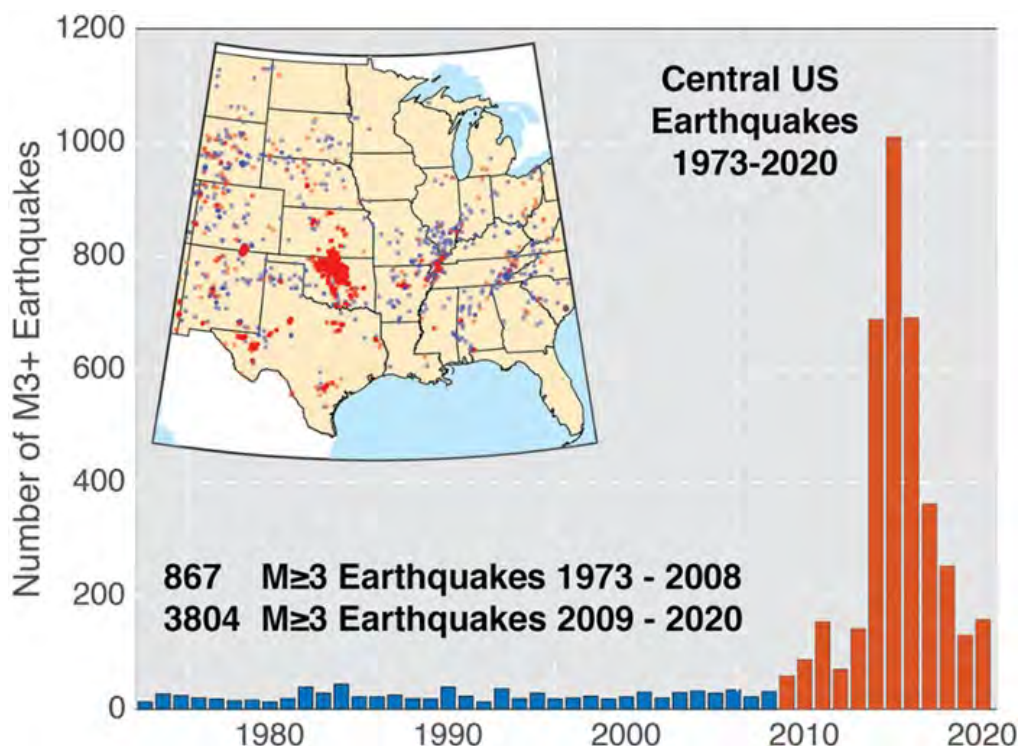 1200
1000
800
600
400
200
0
Number of M3+ Earthquakes
Central US
Earthquakes
1973-2020
867 M≥3 Earthquakes 1973 - 2008
3804 M≥3 Earthquakes 2009 - 2020
1980 1990 2000 2010 2020